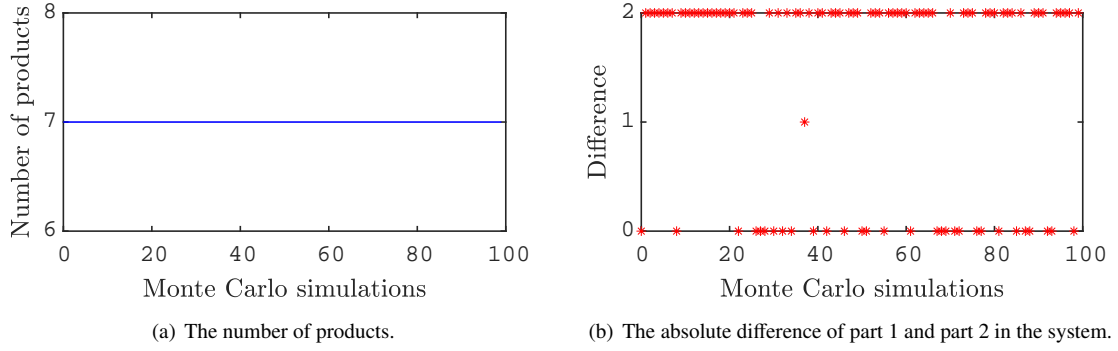 8
7
6
Number of products
0 20 40 60 80 100
Monte Carlo simulations
(a) The number of products.
2
1
0
Difference
0 20 40 60 80 100
Monte Carlo simulations
(b) The absolute difference of part 1 and part 2 in the system.